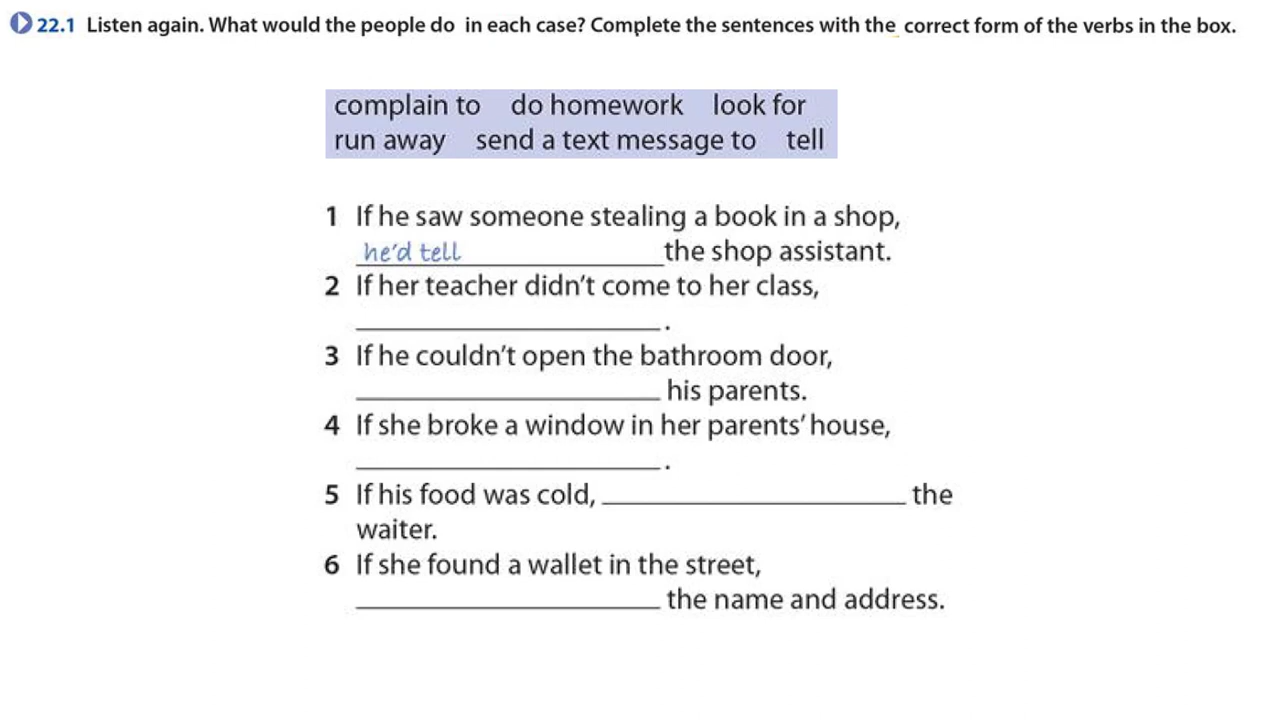 22.1 Listen again. What would the people do in each case? Complete the sentences with the correct form of the verbs in the box.
complain to do homework look for
run away send a text message to tell
1 If he saw someone stealing a book in a shop,
he'd tell the shop assistant.
2 If her teacher didn't come to her class,
.
3 If he couldn't open the bathroom door,
his parents.
4 If she broke a window in her parents' house,
.
5 If his food was cold, the
waiter.
6 If she found a wallet in the street,
the name and address.